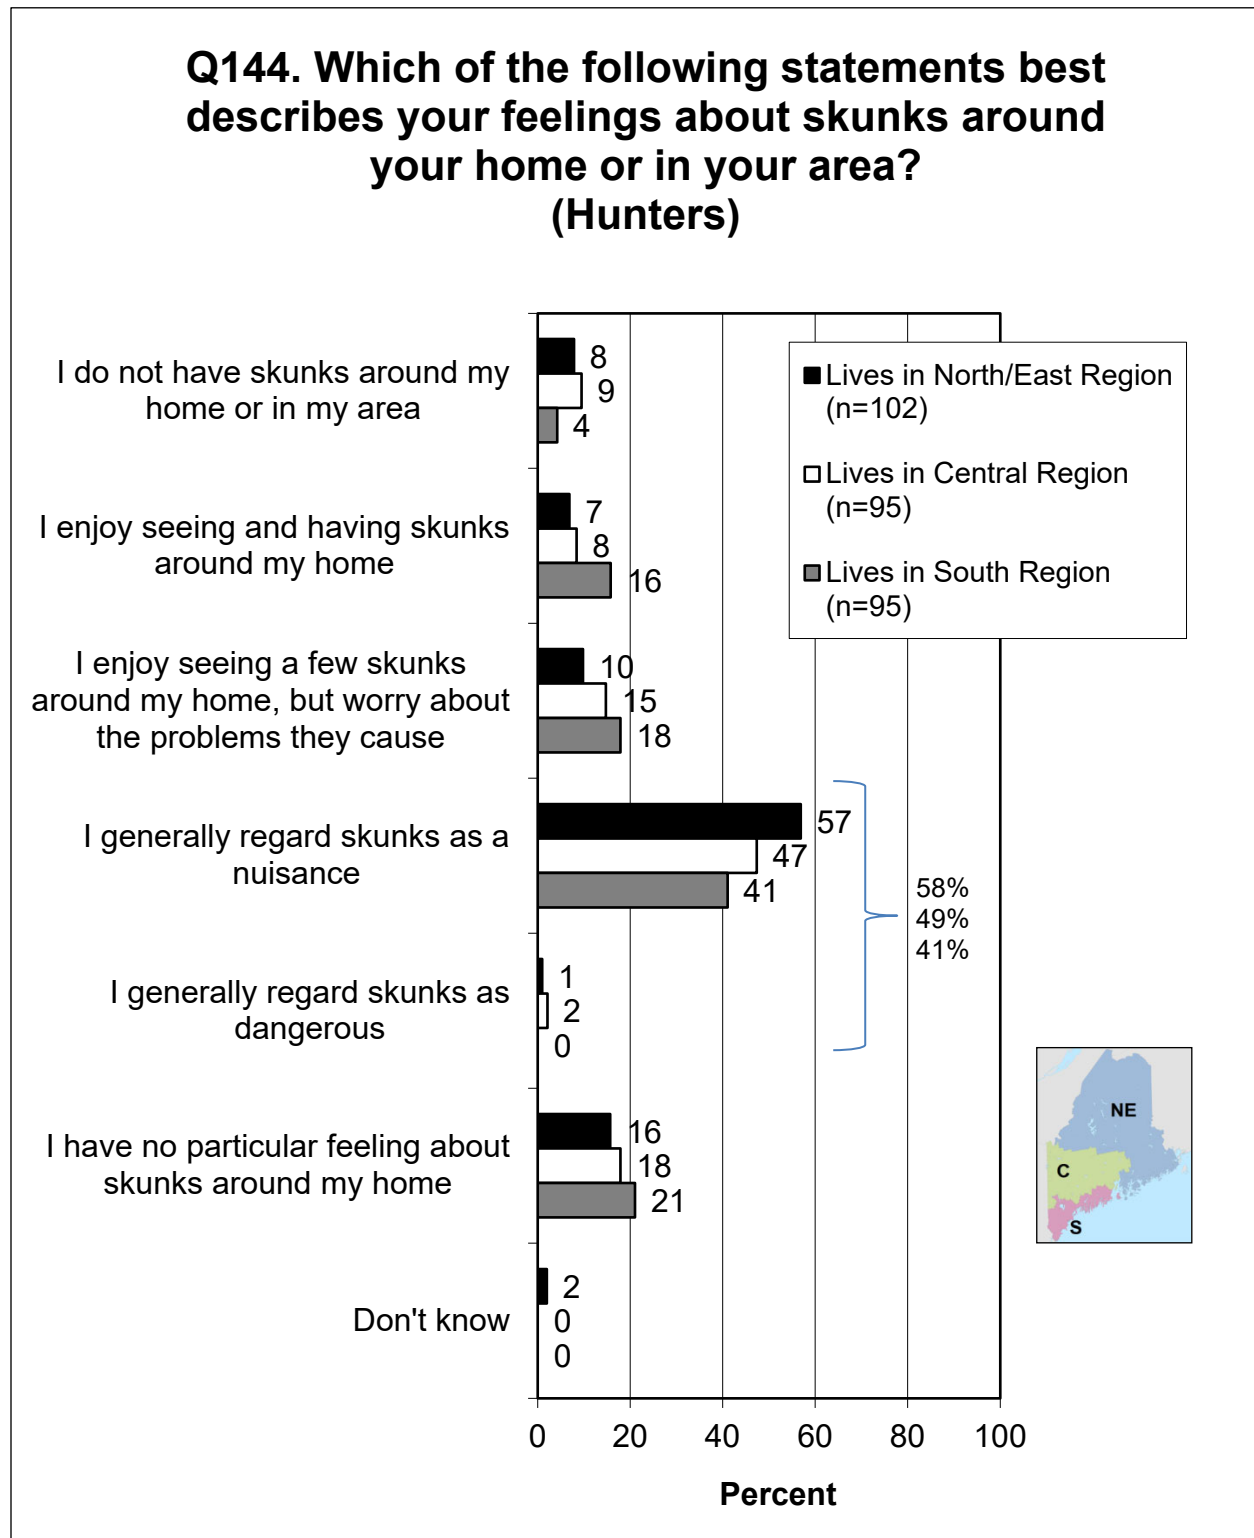 Q144. Which of the following statements best
describes your feelings about skunks around
your home or in your area?
(Hunters)
I do not have skunks around my
home or in my area
8
9
4
Lives in North/East Region
(n=102)
Lives in Central Region
(n=95)
Lives in South Region
(n=95)
I enjoy seeing and having skunks
around my home
7
8
16
I enjoy seeing a few skunks
around my home, but worry about
the problems they cause
10
15
18
I generally regard skunks as a
nuisance
57
47
41
58%
49%
41%
I generally regard skunks as
dangerous
1
2
0
I have no particular feeling about
skunks around my home
16
18
21
NE
C
S
Don't know
2
0
0
0 20 40 60 80 100
Percent